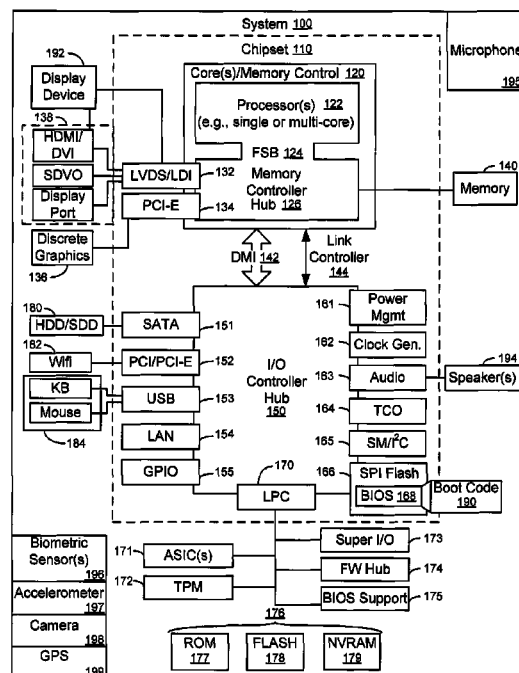 System 100
Chipset 110
Microphone
195
192
Display
Device
138
HDMI/
DVI
SDVO
Display
Port
Discrete
Graphics
136
Core(s)/Memory Control 120
Processor(s) 122
(e.g., single or multi-core)
FSB
124
Memory
Controller
Hub 126
LVDS/LDI
132
PCI-E
134
140
Memory
DMI
142
Link
Controller
144
180
HDD/SDD
SATA
151
182
Wifi
PCI/PCI-E
152
KB
Mouse
184
USB
153
LAN
154
GPIO
155
I/O
Controller
Hub
150
161
Power
Mgmt
162
Clock Gen.
163
Audio
194
Speaker(s)
164
TCO
165
SM/I²C
166
SPI Flash
BIOS 168
Boot Code
190
170
LPC
171
ASIC(s)
172
TPM
Super I/O
173
FW Hub
174
BIOS Support
175
176
ROM
177
FLASH
178
NVRAM
179
Biometric
Sensor(s)
196
Accelerometer
197
Camera
198
GPS
199